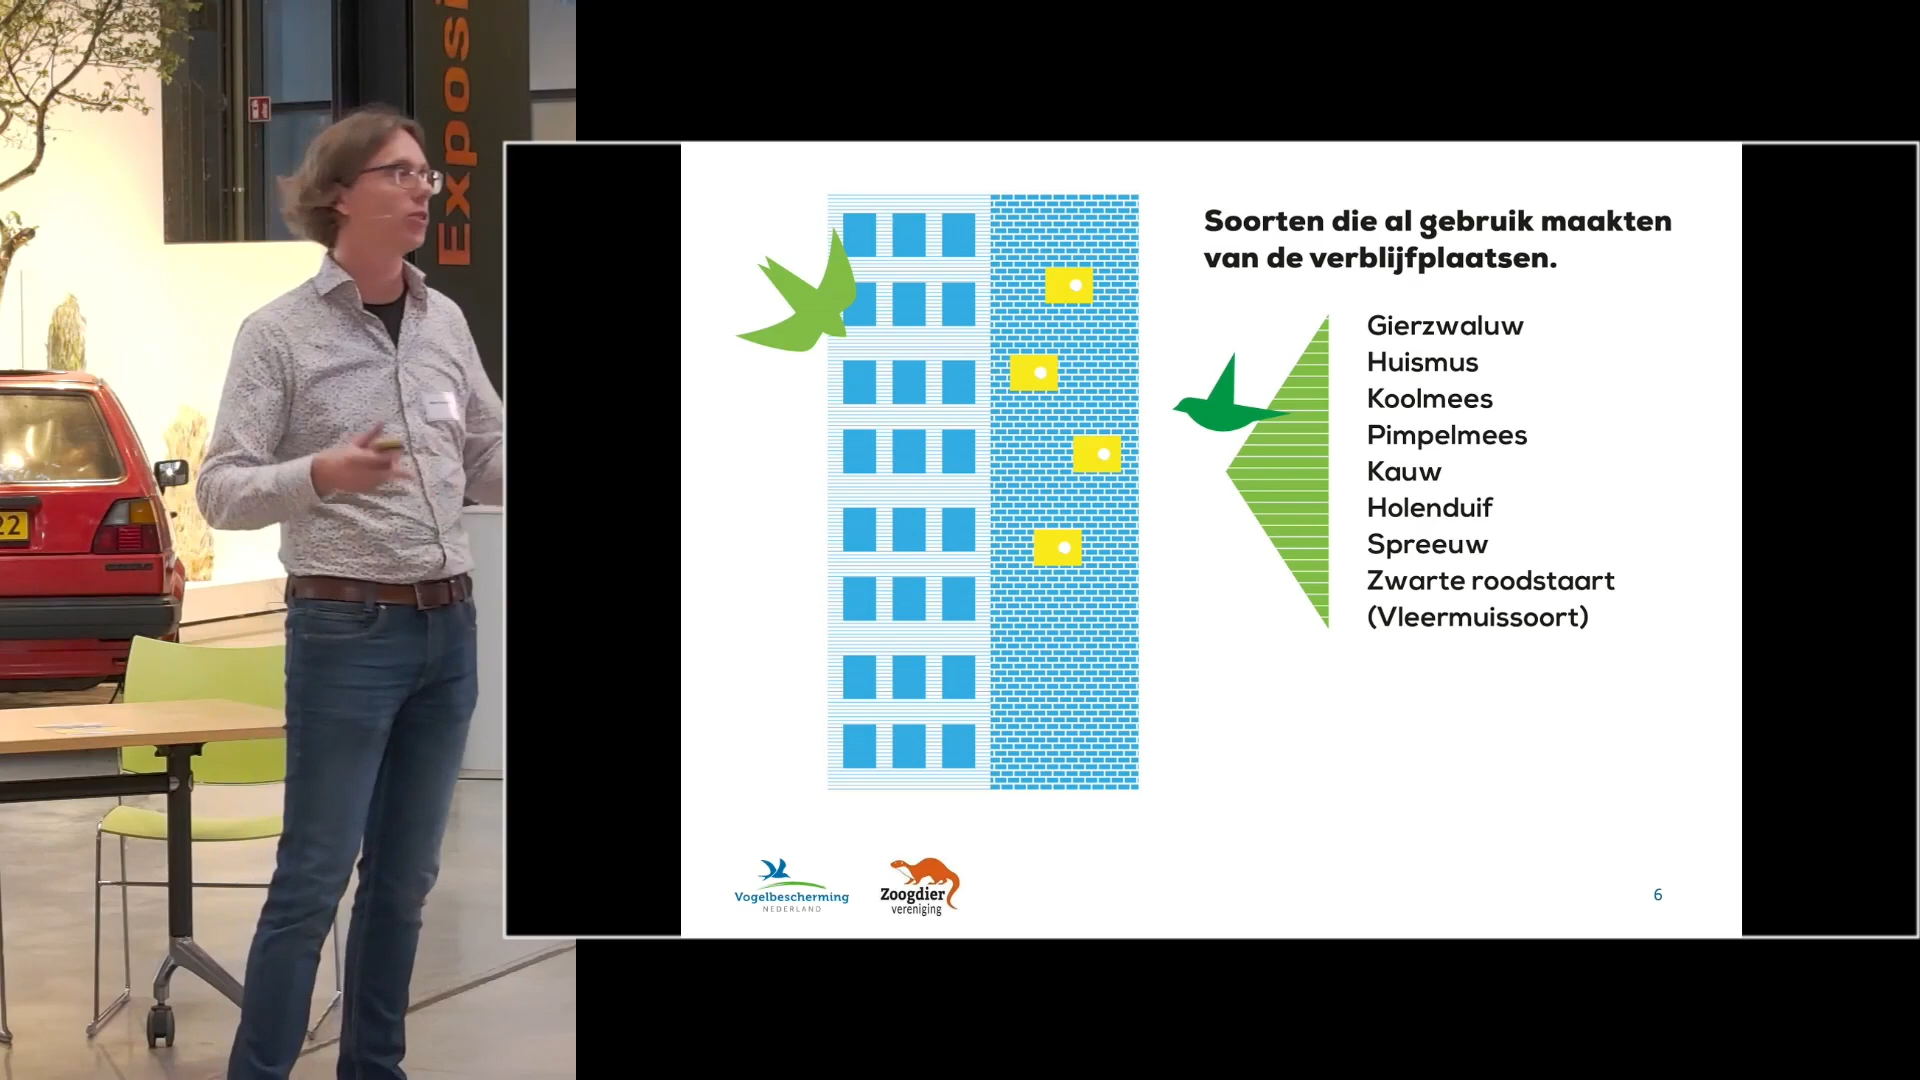 Exposi
22
Soorten die al gebruik maakten
van de verblijfplaatsen.
Gierzwaluw
Huismus
Koolmees
Pimpelmees
Kauw
Holenduif
Spreeuw
Zwarte roodstaart
(Vleermuissoort)
Vogelbescherming
NEDERLAND
Zoogdier
vereniging
6